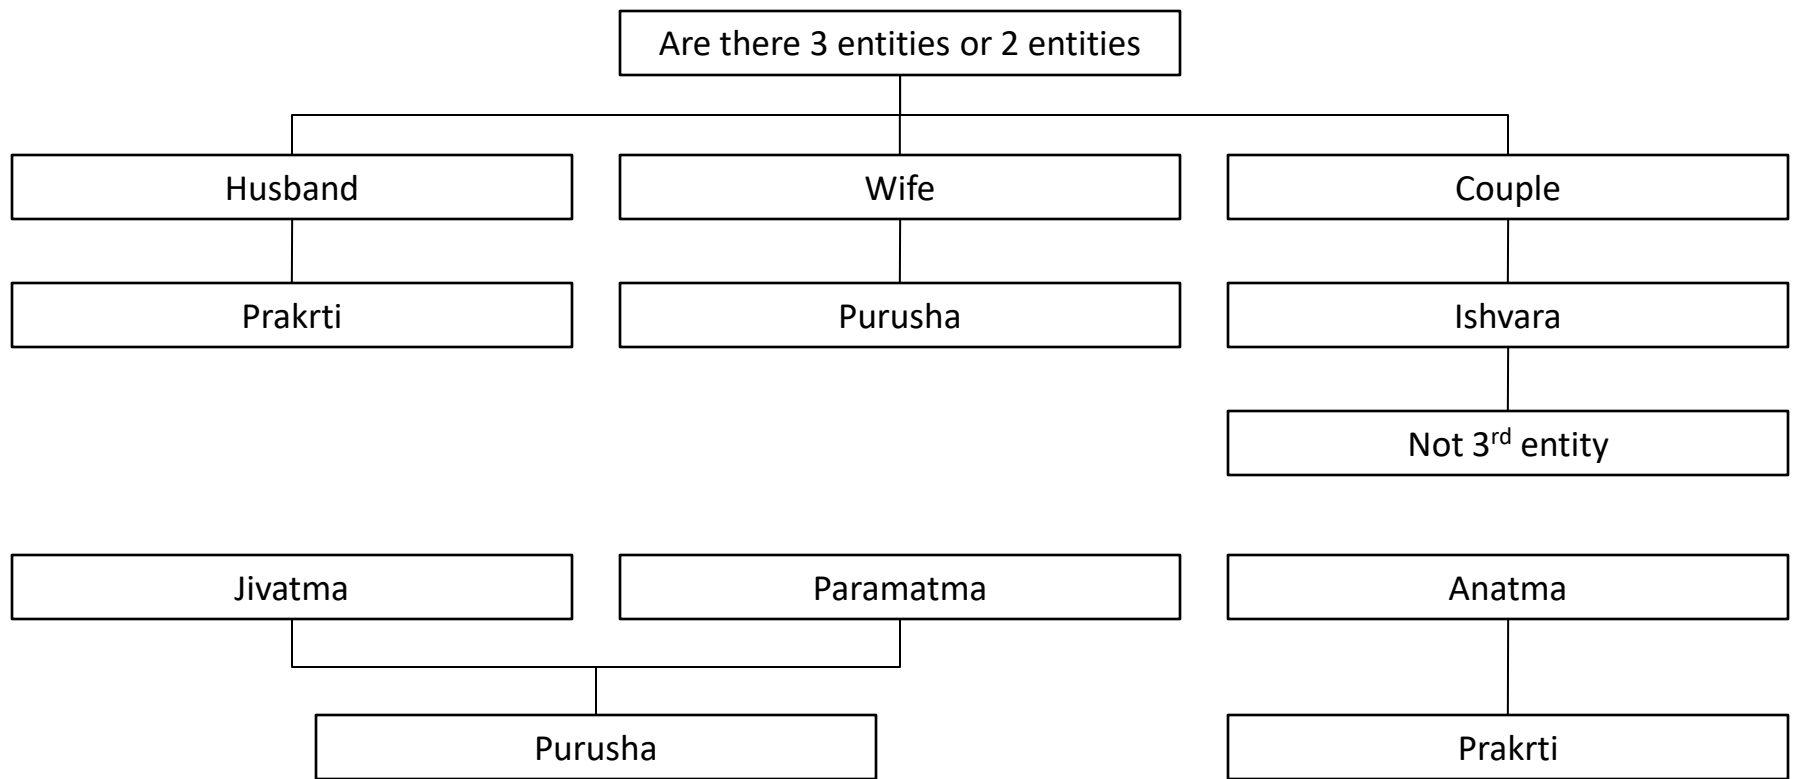 Are there 3 entities or 2 entities
Husband
Wife
Couple
Prakrti
Purusha
Ishvara
Not 3rd entity
Jivatma
Paramatma
Anatma
Purusha
Prakrti